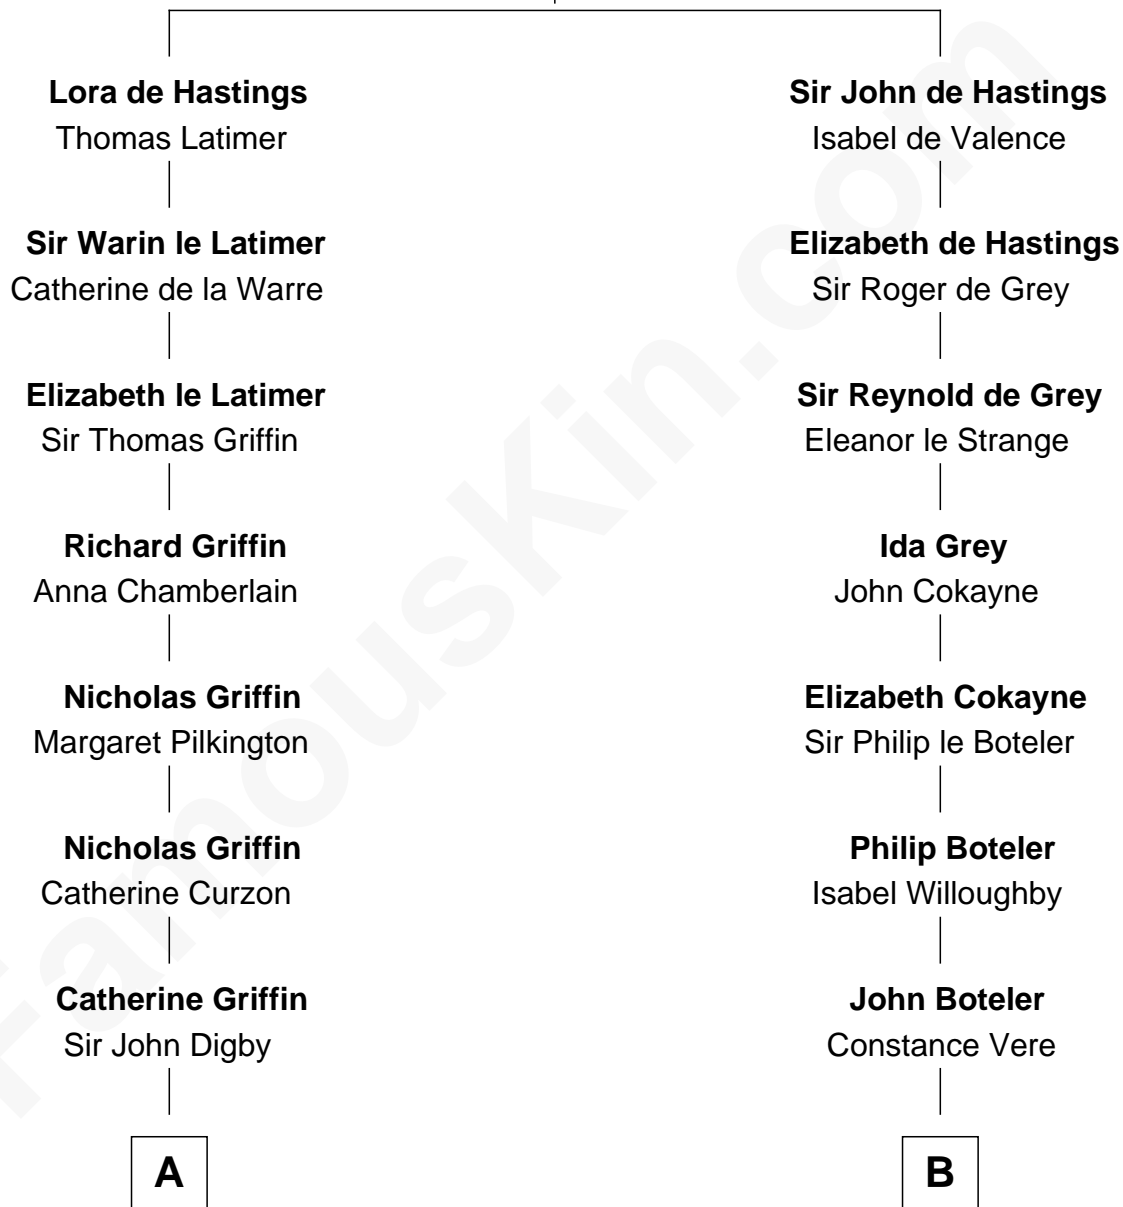 Lora de Hastings
Thomas Latimer
Sir Warin le Latimer
Catherine de la Warre
Elizabeth le Latimer
Sir Thomas Griffin
Richard Griffin
Anna Chamberlain
Nicholas Griffin
Margaret Pilkington
Nicholas Griffin
Catherine Curzon
Catherine Griffin
Sir John Digby
A
Sir John de Hastings
Isabel de Valence
Elizabeth de Hastings
Sir Roger de Grey
Sir Reynold de Grey
Eleanor le Strange
Ida Grey
John Cokayne
Elizabeth Cokayne
Sir Philip le Boteler
Philip Boteler
Isabel Willoughby
John Boteler
Constance Vere
B
FamousKin.com